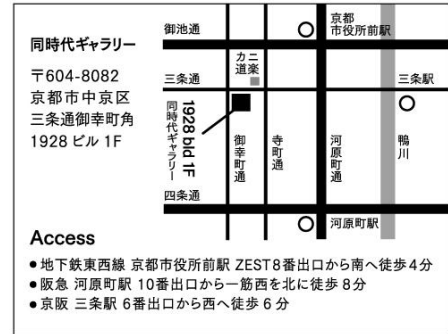 同時代ギャラリー
〒604-8082
京都市中京区
三条通御幸町角
1928 ビル 1F
御池通
京都
市役所前駅
カニ
道楽
三条通
三条駅
1928 bld 1F
同時代ギャラリー
御幸町通
寺町通
河原町通
鴨川
四条通
河原町駅
Access
●地下鉄東西線 京都市役所前駅 ZEST8番出口から南へ徒歩4分
●阪急 河原町駅 10番出口から一筋西を北に徒歩 8分
●京阪 三条駅 6番出口から西へ徒歩 6 分